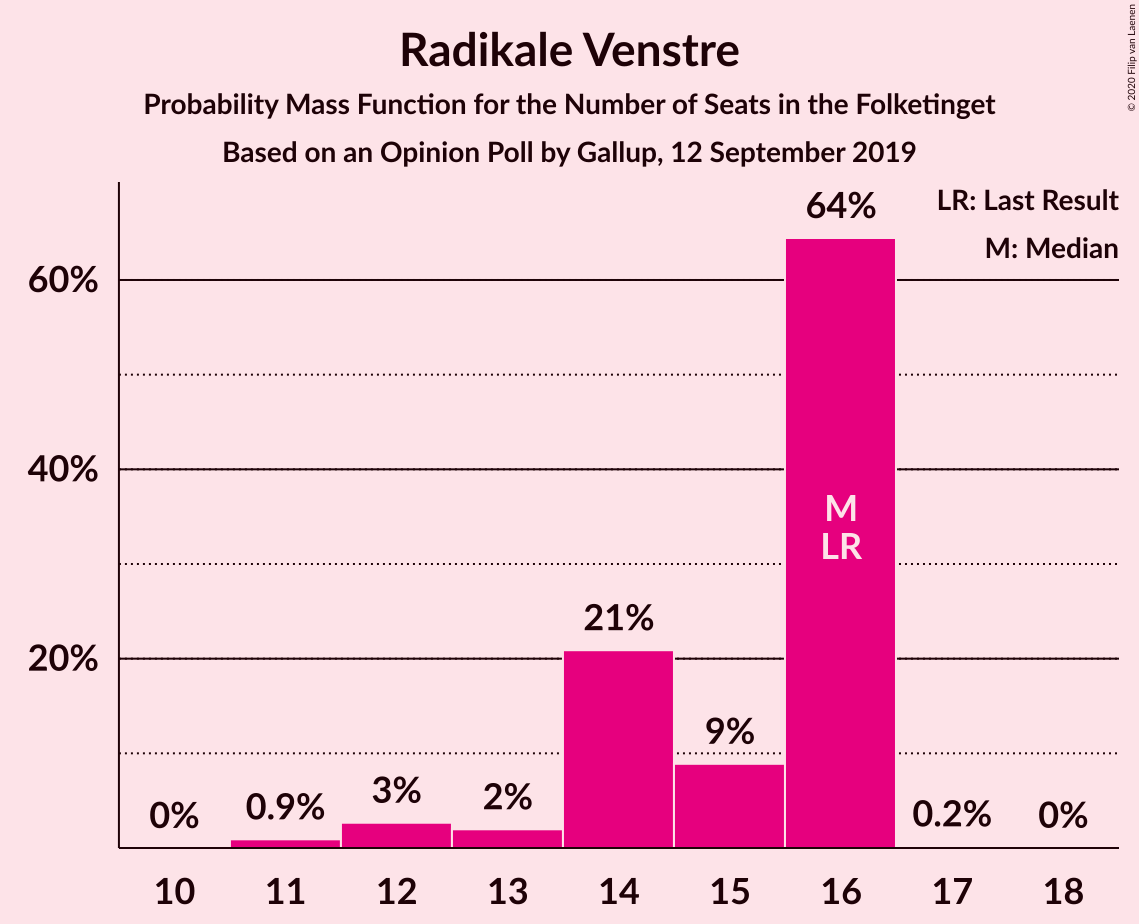 Radikale Venstre
Probability Mass Function for the Number of Seats in the Folketinget
Based on an Opinion Poll by Gallup, 12 September 2019
© 2020 Filip van Laenen
LR: Last Result
M: Median
64%
60%
40%
20%
M
LR
21%
9%
0%
0.9%
3%
2%
0.2%
0%
10
11
12
13
14
15
16
17
18